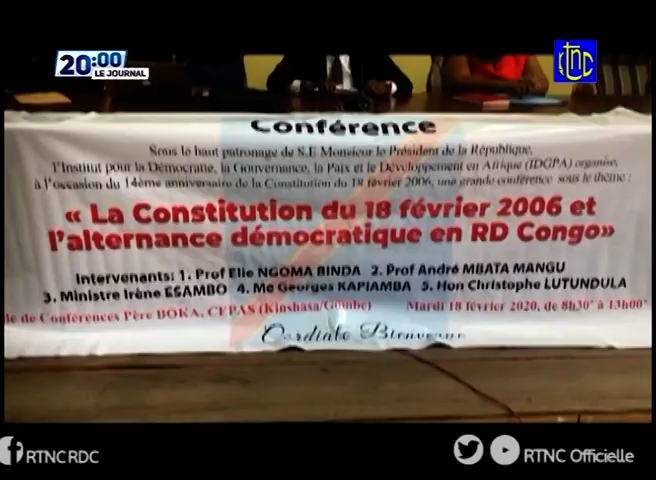 20:00
LE JOURNAL
RTNC
Conférence
Sous le haut patronage de S.E Monsieur le Président de la République,
l'Institut pour la Démocratie, la Gouvernance, la Paix et le Développement en Afrique (IDGPA) organise,
à l'occasion du 14ème anniversaire de la Constitution du 18 février 2006, une grande conférence sous le thème :
« La Constitution du 18 février 2006 et
l'alternance démocratique en RD Congo»
Intervenants: 1. Prof Elie NGOMA BINDA 2. Prof André MBATA MANGU
3. Ministre Irène ESAMBO 4. Me Georges KAPIAMBA 5. Hon Christophe LUTUNDULA
de Conférences Père BOKA, CEPAS (Kinshasa/Gombe) Mardi 18 février 2020, de 8h30' à 13h00'
Cordiale Bienvenue
RTNCRDC
RTNC Officielle